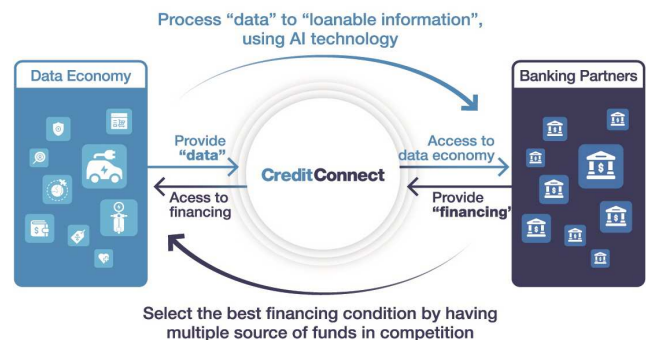 Process “data” to “loanable information”,
using AI technology
Data Economy
Banking Partners
Provide
“data”
Acess to
financing
CreditConnect
Access to
data economy
Provide
“financing’
Select the best financing condition by having
multiple source of funds in competition